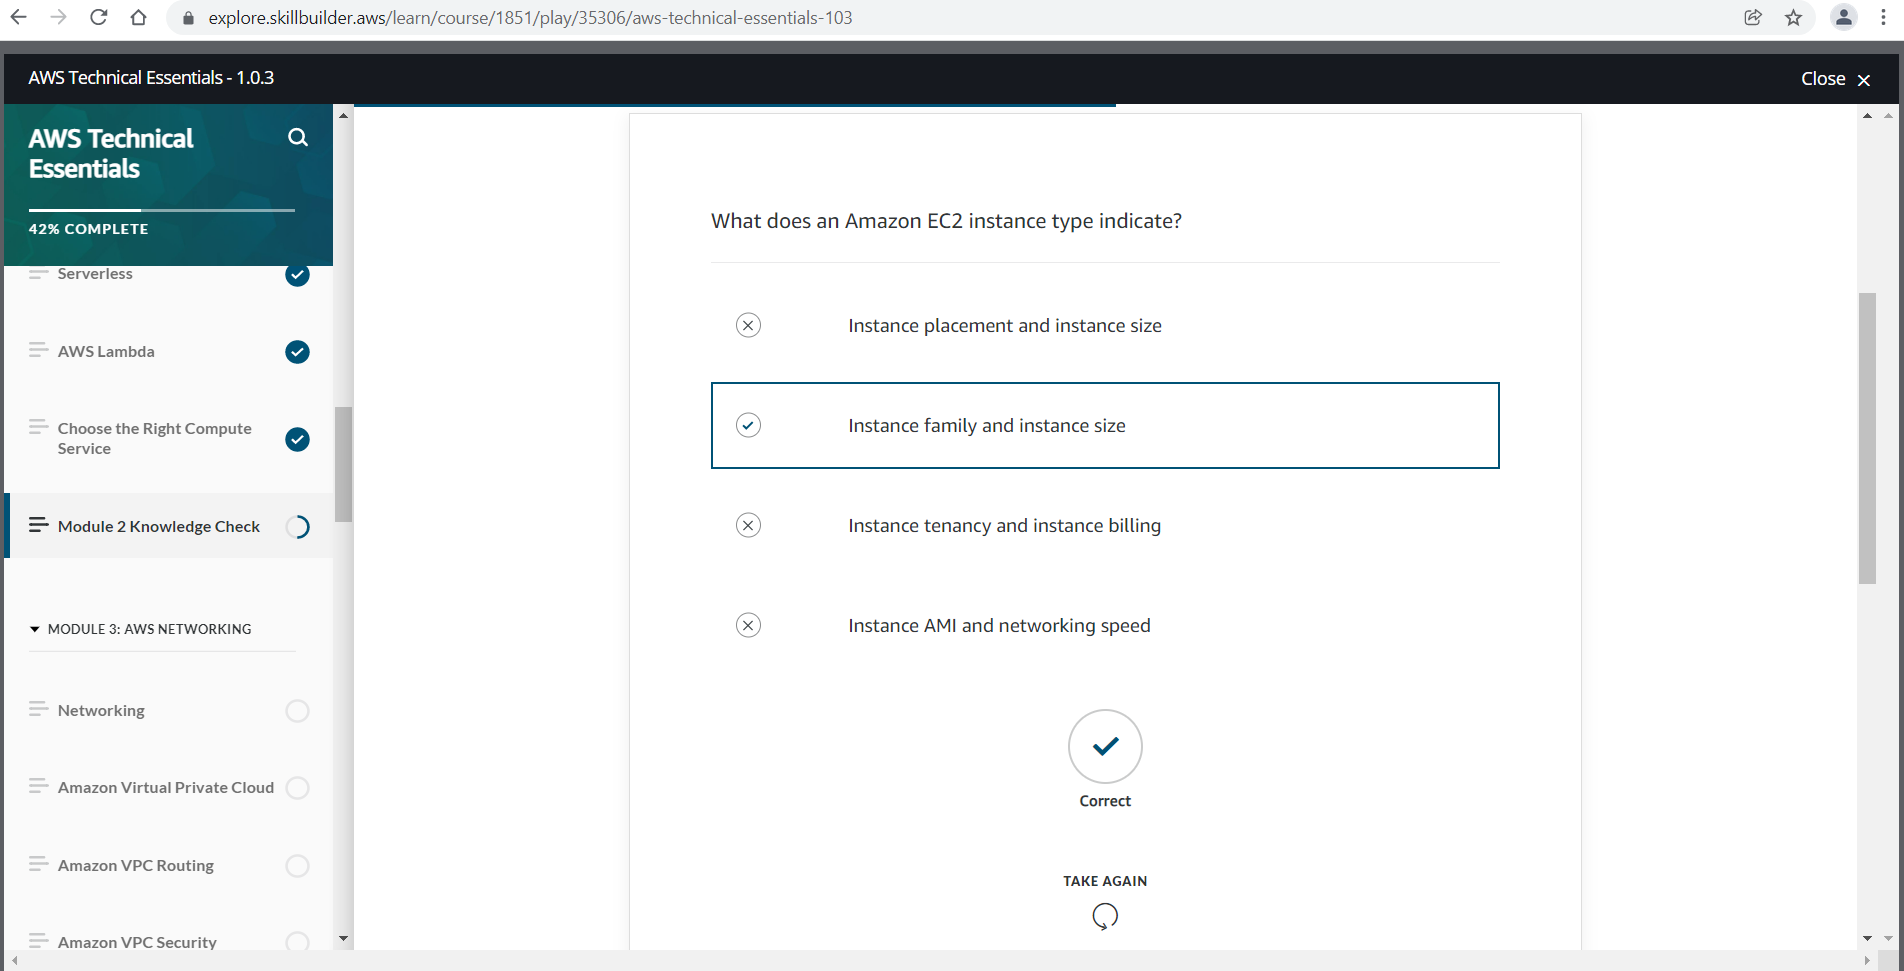 explore.skillbuilder.aws/learn/course/1851/play/35306/aws-technical-essentials-103
AWS Technical Essentials - 1.0.3
Close
AWS Technical
Essentials
42% COMPLETE
Serverless
AWS Lambda
Choose the Right Compute
Service
Module 2 Knowledge Check
MODULE 3: AWS NETWORKING
Networking
Amazon Virtual Private Cloud
Amazon VPC Routing
Amazon VPC Security
What does an Amazon EC2 instance type indicate?
Instance placement and instance size
Instance family and instance size
Instance tenancy and instance billing
Instance AMI and networking speed
Correct
TAKE AGAIN